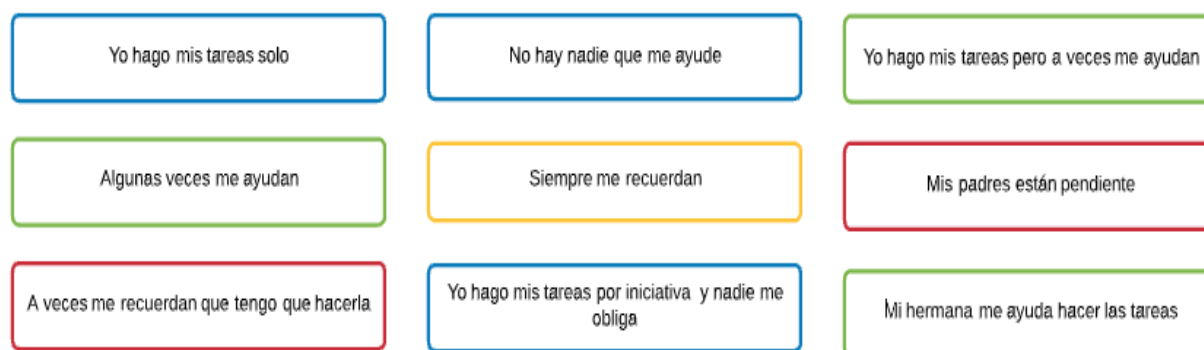 Yo hago mis tareas solo
No hay nadie que me ayude
Yo hago mis tareas pero a veces me ayudan
Algunas veces me ayudan
Siempre me recuerdan
Mis padres están pendiente
A veces me recuerdan que tengo que hacerla
Yo hago mis tareas por iniciativa y nadie me
obliga
Mi hermana me ayuda hacer las tareas